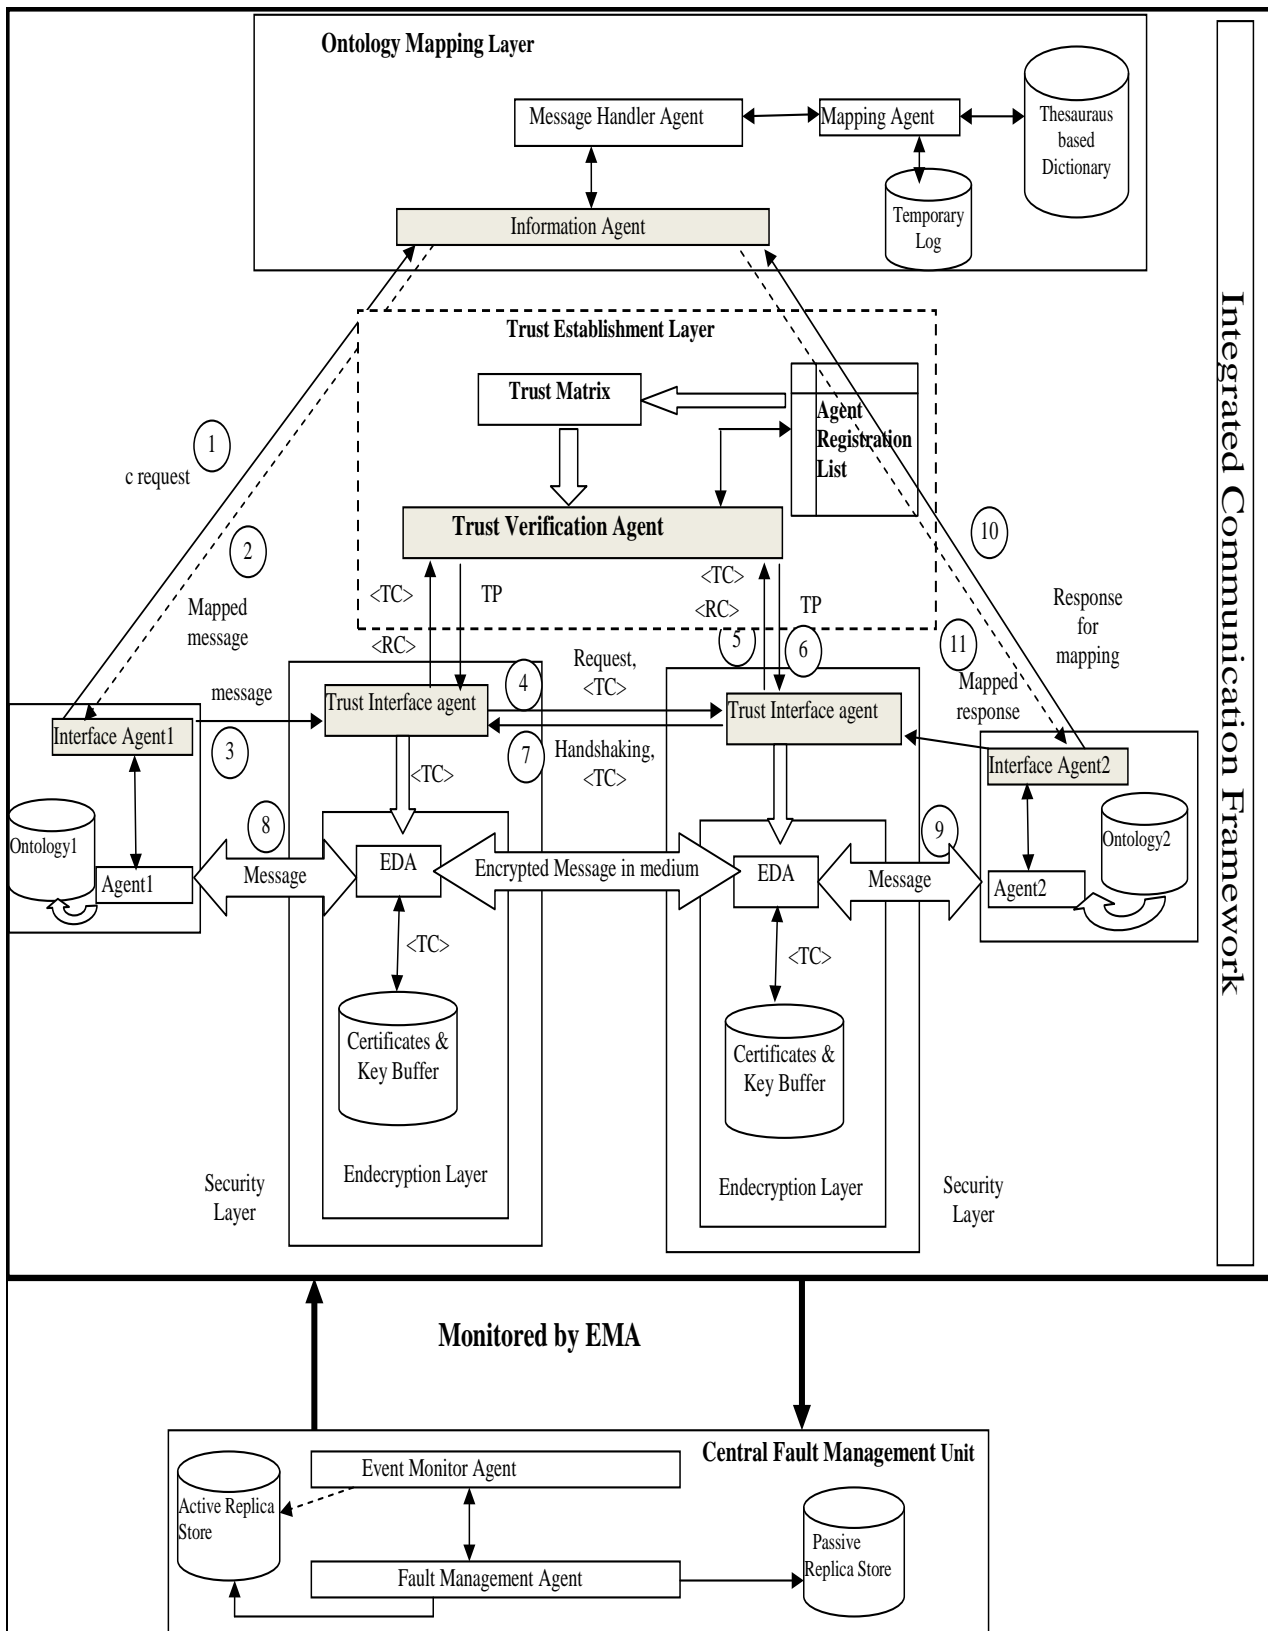 Ontology Mapping Layer
Message Handler Agent
Mapping Agent
Thesauraus
based
Dictionary
Temporary
Log
Information Agent
Integrated Communication Framework
Trust Establishment Layer
Trust Matrix
Agent
Registration
List
1
c request
2
Mapped
message
Trust Verification Agent
10
<TC>
TP
<RC>
<TC>
<RC>
TP
5
6
11
Response
for
mapping
Mapped
response
message
3
4
Request,
<TC>
7
Handshaking,
<TC>
Trust Interface agent
Trust Interface agent
Interface Agent1
Interface Agent2
<TC>
Ontology1
Agent1
8
Message
EDA
Encrypted Message in medium
EDA
9
Message
Ontology2
Agent2
<TC>
<TC>
Certificates &
Key Buffer
Certificates &
Key Buffer
Endecryption Layer
Endecryption Layer
Security
Layer
Security
Layer
Monitored by EMA
Central Fault Management Unit
Event Monitor Agent
Active Replica
Store
Passive
Replica Store
Fault Management Agent